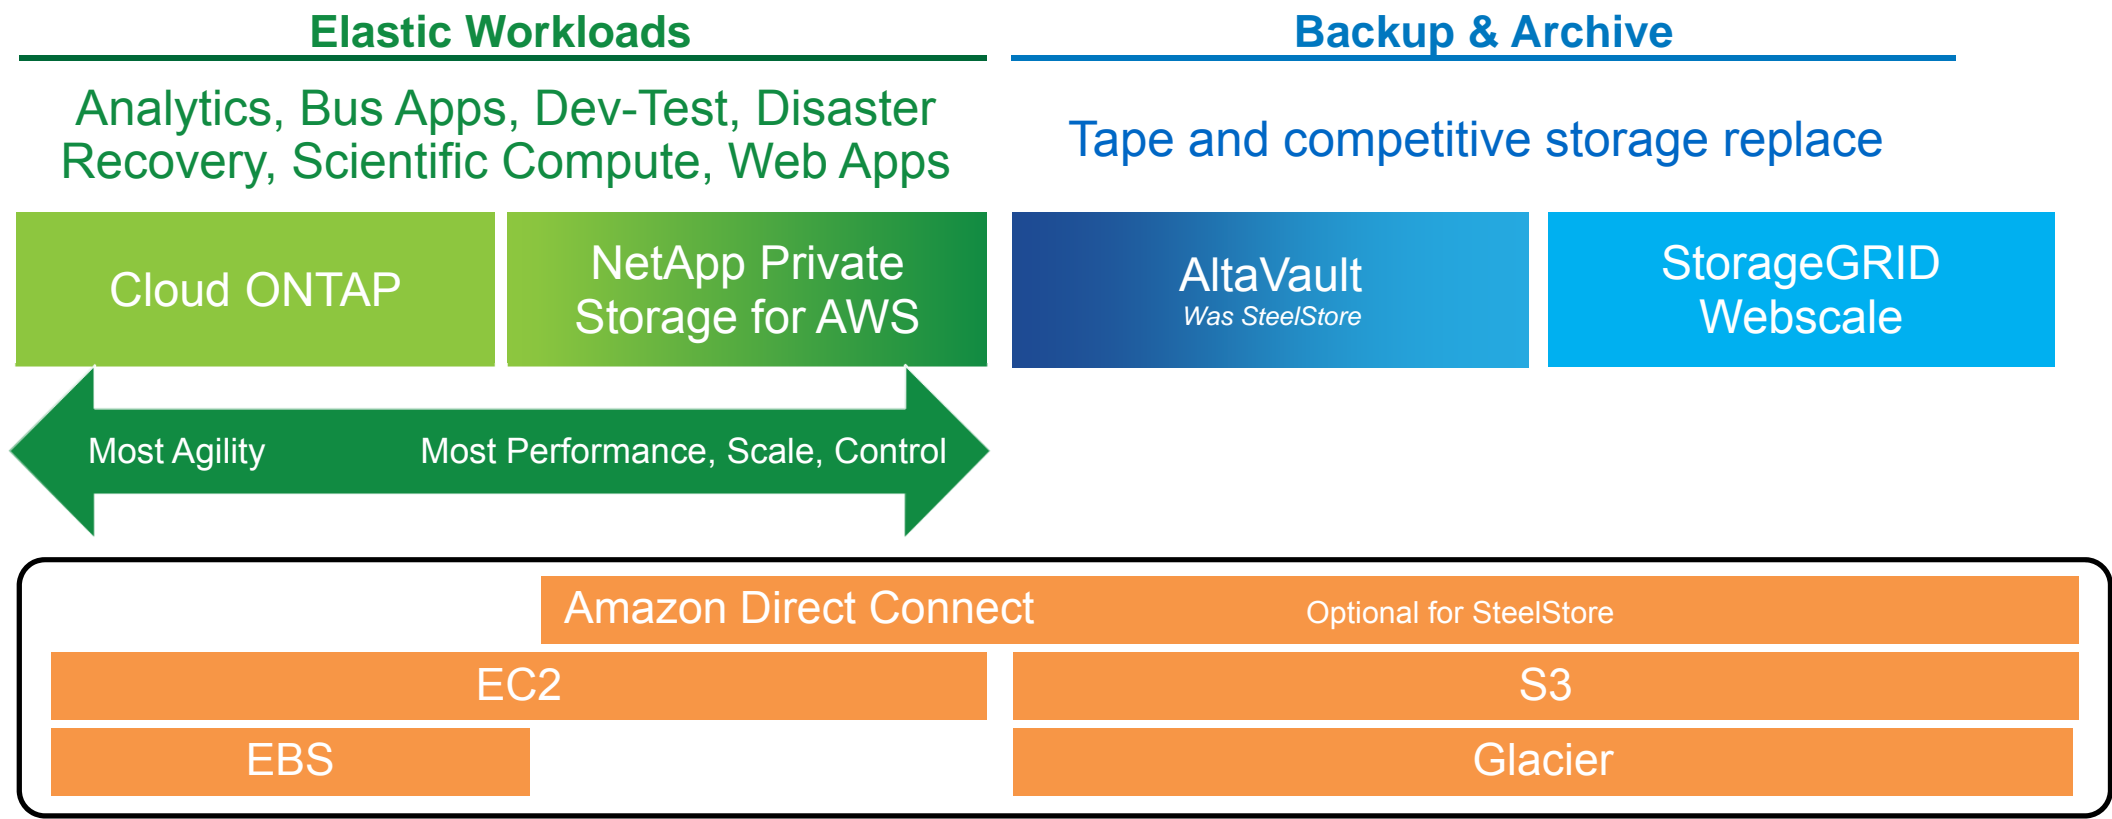 Elastic Workloads
Backup & Archive
Analytics, Bus Apps, Dev-Test, Disaster
Recovery, Scientific Compute, Web Apps
Tape and competitive storage replace
Cloud ONTAP
NetApp Private
Storage for AWS
AltaVault
Was SteelStore
StorageGRID
Webscale
Most Agility
Most Performance, Scale, Control
Amazon Direct Connect
Optional for SteelStore
EC2
S3
EBS
Glacier